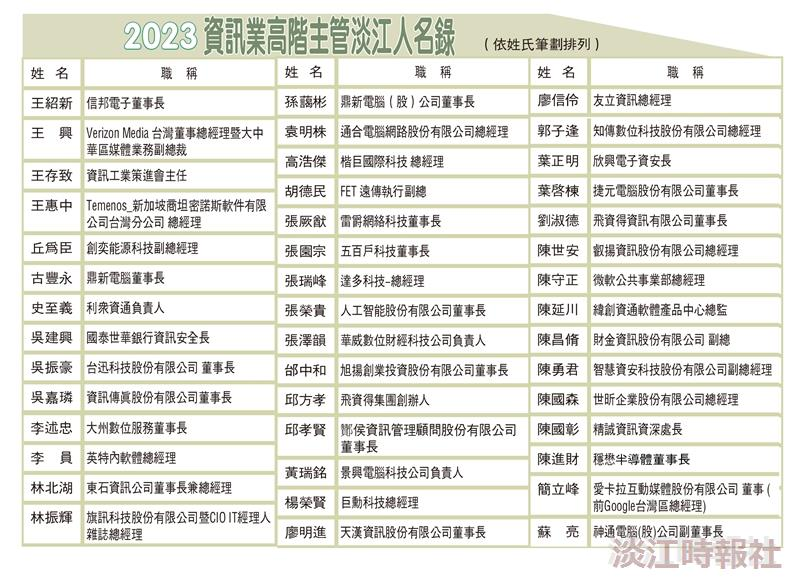 2023 資訊業高階主管淡江人名錄 （依姓氏筆劃排列）
姓 名 職 稱
王紹新 信邦電子董事長
王 興 Verizon Media 台灣董事總經理暨大中
華區媒體業務副總裁
王存致 資訊工業策進會主任
王惠中 Temenos_新加坡商坦密諾斯軟件有限
公司台灣分公司 總經理
丘為臣 創奕能源科技副總經理
古豐永 鼎新電腦董事長
史至義 利衆資通負責人
吳建興 國泰世華銀行資訊安全長
吳振豪 台迅科技股份有限公司 董事長
吳嘉璘 資訊傳眞股份有限公司董事長
李述忠 大州數位服務董事長
李 員 英特內軟體總經理
林北湖 東石資訊公司董事長兼總經理
林振輝 旗訊科技股份有限公司暨CIO IT經理人
雜誌總經理
姓 名 職 稱
孫藹彬 鼎新電腦（股）公司董事長
袁明株 通合電腦網路股份有限公司總經理
高浩傑 楷巨國際科技 總經理
胡德民 FET 遠傳執行副總
張厥猷 雷爵網絡科技董事長
張園宗 五百戶科技董事長
張瑞峰 達多科技-總經理
張榮貴 人工智能股份有限公司董事長
張澤韻 華威數位財經科技公司負責人
邰中和 旭揚創業投資股份有限公司董事長
邱方孝 飛資得集團創辦人
邱孝賢 酇侯資訊管理顧問股份有限公司
董事長
黃瑞銘 景興電腦科技公司負責人
楊榮賢 巨勳科技總經理
廖明進 天漢資訊股份有限公司董事長
姓 名 職 稱
廖信伶 友立資訊總經理
郭子逢 知傳數位科技股份有限公司總經理
葉正明 欣興電子資安長
葉啓棟 捷元電腦股份有限公司董事長
劉淑德 飛資得資訊有限公司董事長
陳世安 叡揚資訊股份有限公司總經理
陳守正 微軟公共事業部總經理
陳延川 緯創資通軟體產品中心總監
陳昌脩 財金資訊股份有限公司 副總
陳勇君 智慧資安科技股份有限公司副總經理
陳國森 世昕企業股份有限公司總經理
陳國彰 精誠資訊資深處長
陳進財 穩懋半導體董事長
簡立峰 愛卡拉互動媒體股份有限公司 董事（
前Google台灣區總經理)
蘇 亮 神通電腦(股)公司副董事長
淡江時報社